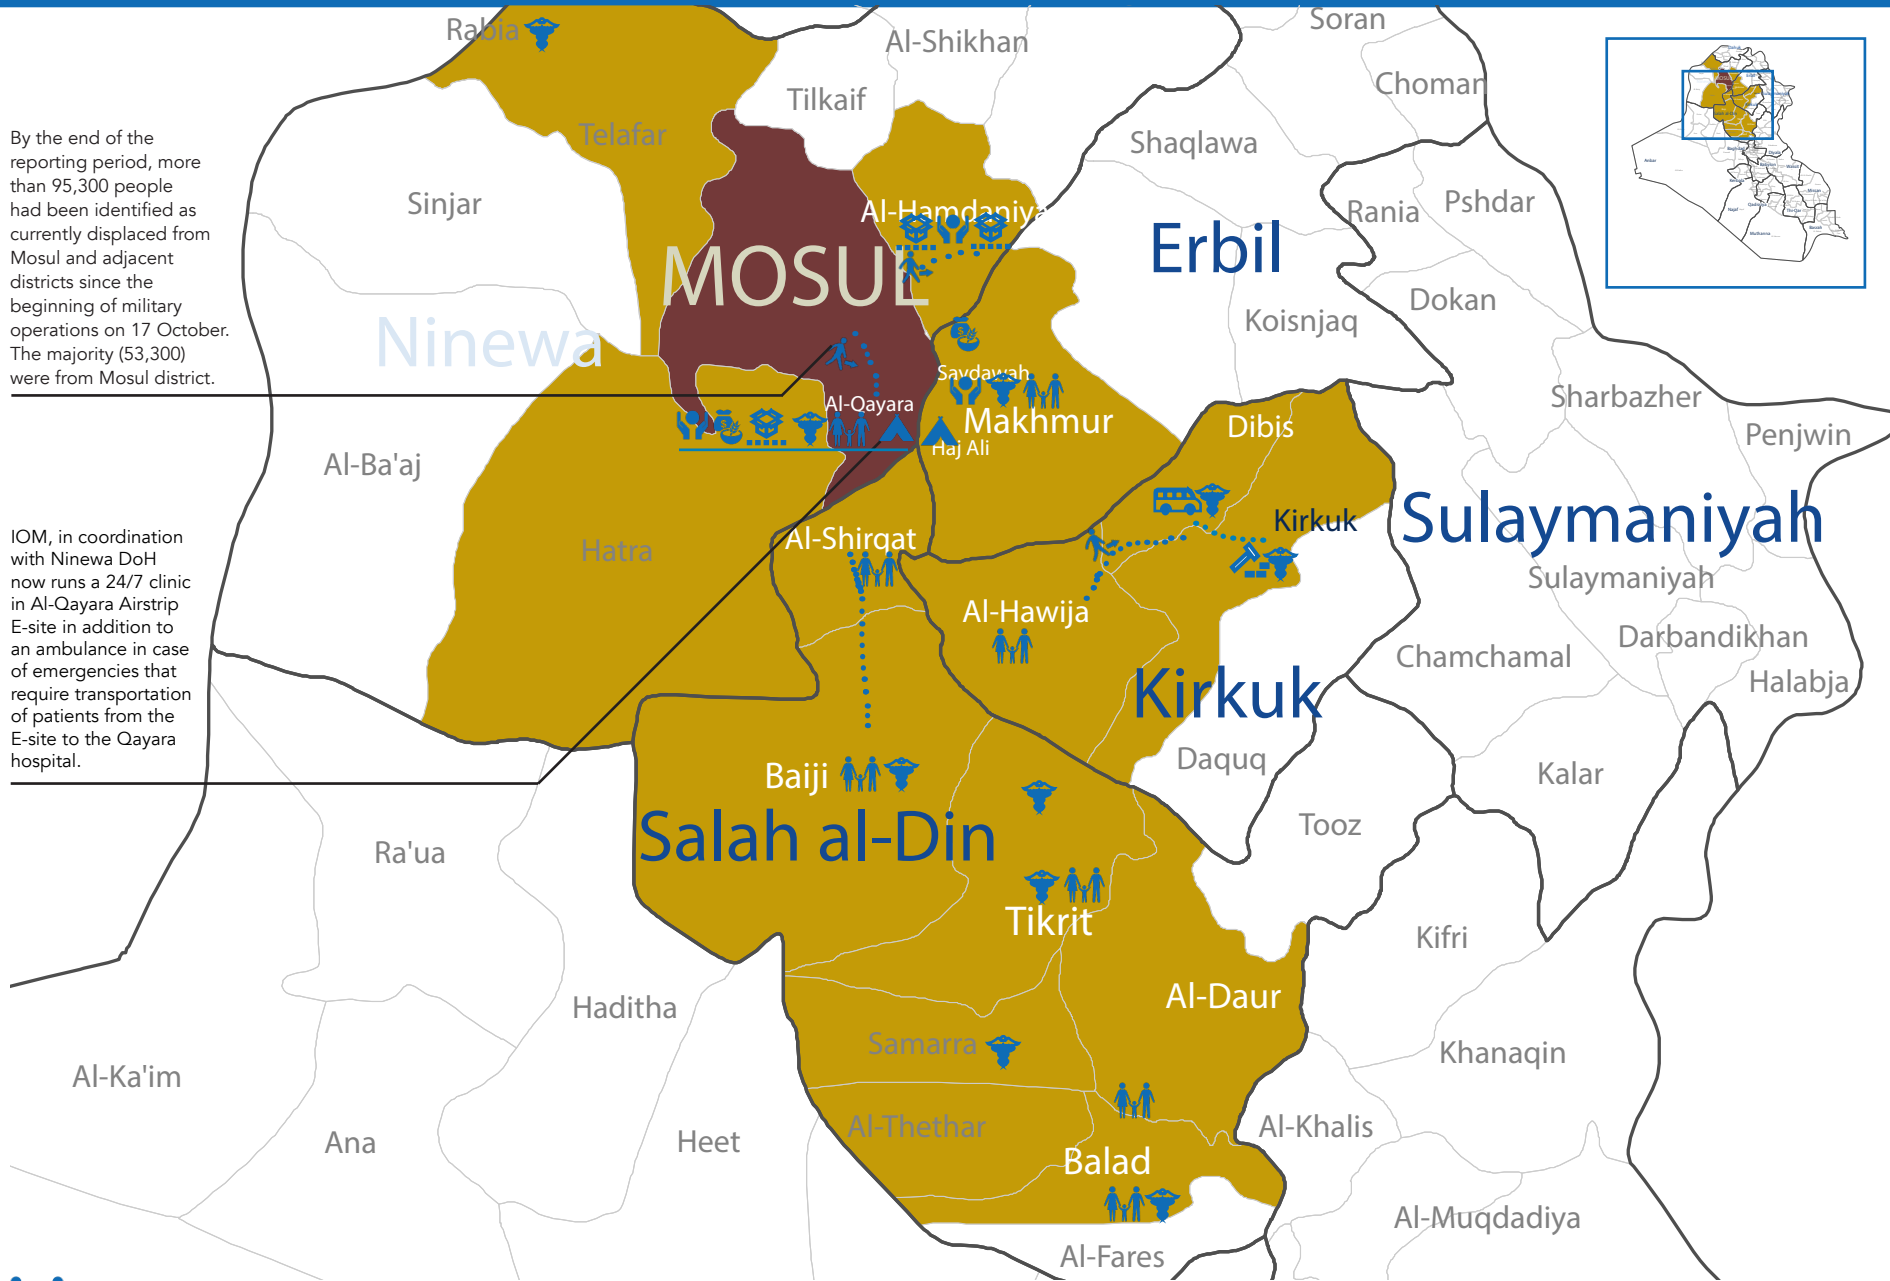 By the end of the
reporting period, more
than 95,300 people
had been identified as
currently displaced from
Mosul and adjacent
districts since the
beginning of military
operations on 17 October.
The majority (53,300)
were from Mosul district.
IOM, in coordination
with Ninewa DoH
now runs a 24/7 clinic
in Al-Qayara Airstrip
E-site in addition to
an ambulance in case
of emergencies that
require transportation
of patients from the
E-site to the Qayara
hospital.
Rabia
Al-Shikhan
Soran
Choman
Tilkaif
Telafar
Shaqlawa
Sinjar
Al-Hamdaniya
Rania
Pshdar
MOSUL
Erbil
Dokan
Koisnjaq
Ninewa
Savdawah
Sharbazher
Al-Qayara
Makhmur
Dibis
Penjwin
Haj Ali
Al-Ba'aj
Kirkuk
Sulaymaniyah
Al-Shirqat
Hatra
Sulaymaniyah
Al-Hawija
Darbandikhan
Chamchamal
Halabja
Kirkuk
Daquq
Kalar
Baiji
Salah al-Din
Tooz
Ra'ua
Tikrit
Kifri
Al-Daur
Haditha
Samarra
Khanaqin
Al-Ka'im
Al-Thethar
Al-Khalis
Ana
Heet
Balad
Al-Muqdadiya
Al-Fares